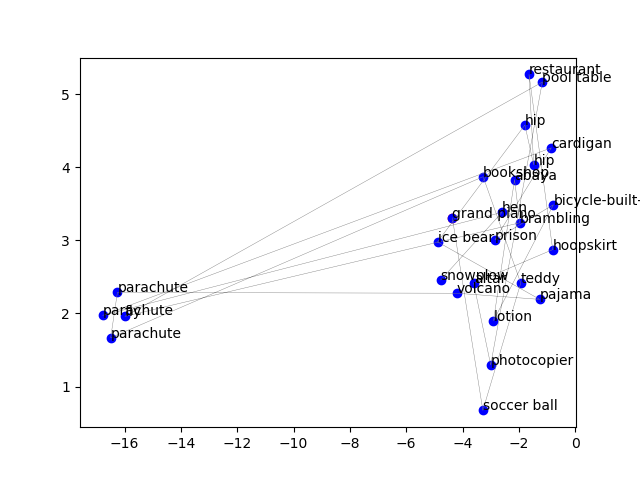 restaurant
pool table
hip
cardigan
hip
bookshop
abaya
bicycle-built-
hen
grand piano
brambling
ice bear
prison
hoopskirt
snowplow
altar
teddy
volcano
pajama
parachute
parachute
lotion
parachute
photocopier
soccer ball
5
4
3
2
1
−16
−14
−12
−10
−8
−6
−4
−2
0